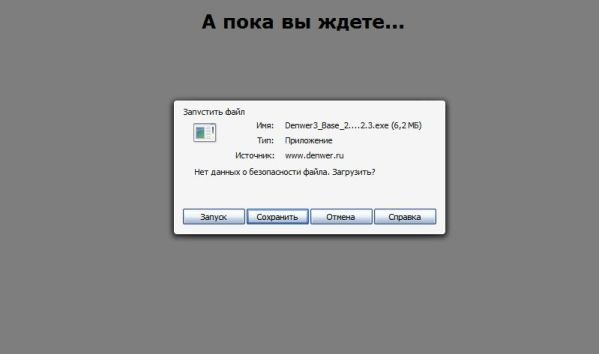 А пока вы ждете...
Запустить файл
Имя: Denwer3_Base_2....2.3.exe (6,2 МБ)
Тип: Приложение
Источник: www.denwer.ru
Нет данных о безопасности файла. Загрузить?
Запуск Сохранить Отмена Справка